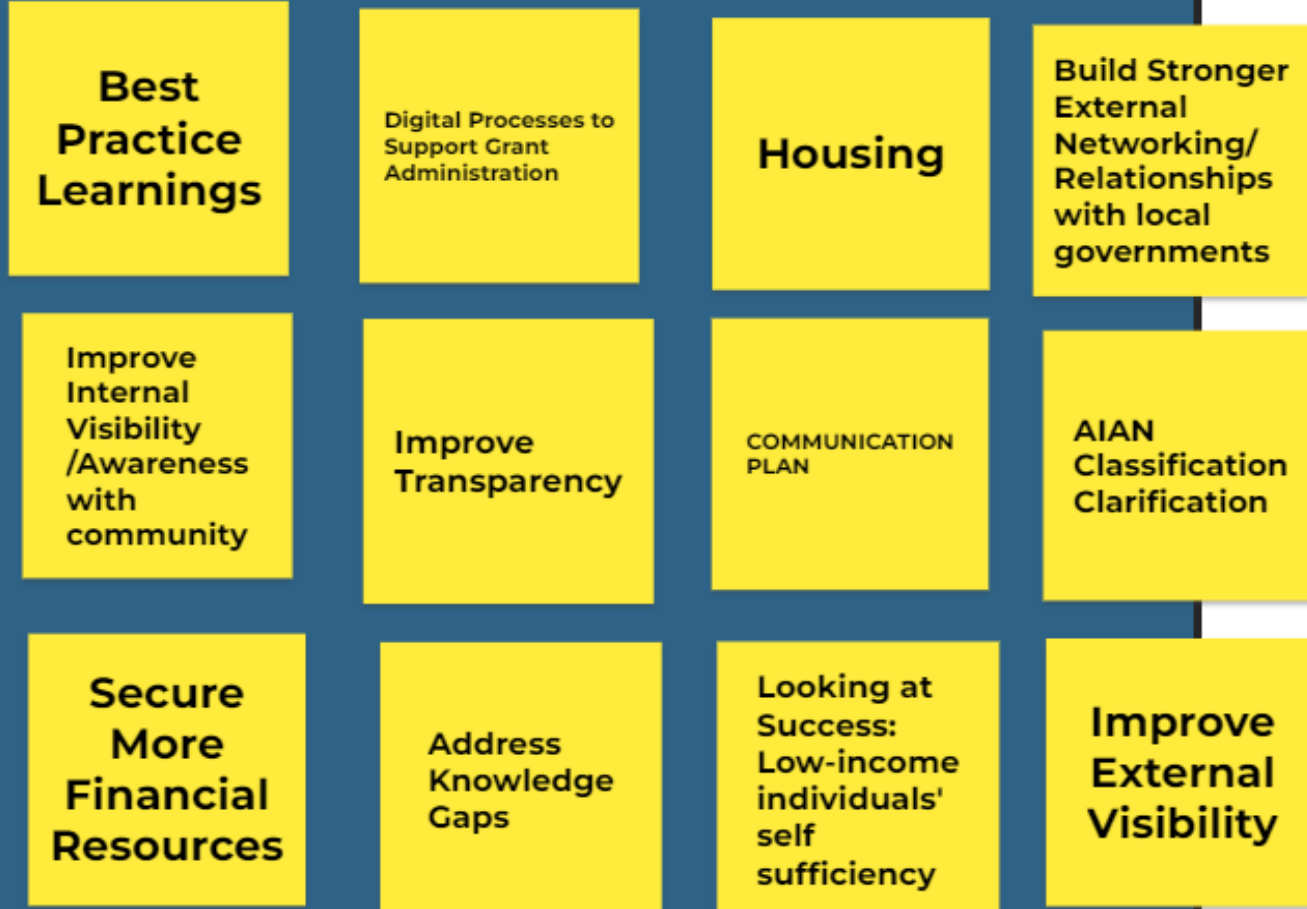 Best
Practice
Learnings
Digital Processes to
Support Grant
Administration
Housing
Build Stronger
External
Networking/
Relationships
with local
governments
Improve
Internal
Visibility
/Awareness
with
community
Improve
Transparency
COMMUNICATION
PLAN
AIAN
Classification
Clarification
Secure
More
Financial
Resources
Address
Knowledge
Gaps
Looking at
Success:
Low-income
individuals'
self
sufficiency
Improve
External
Visibility